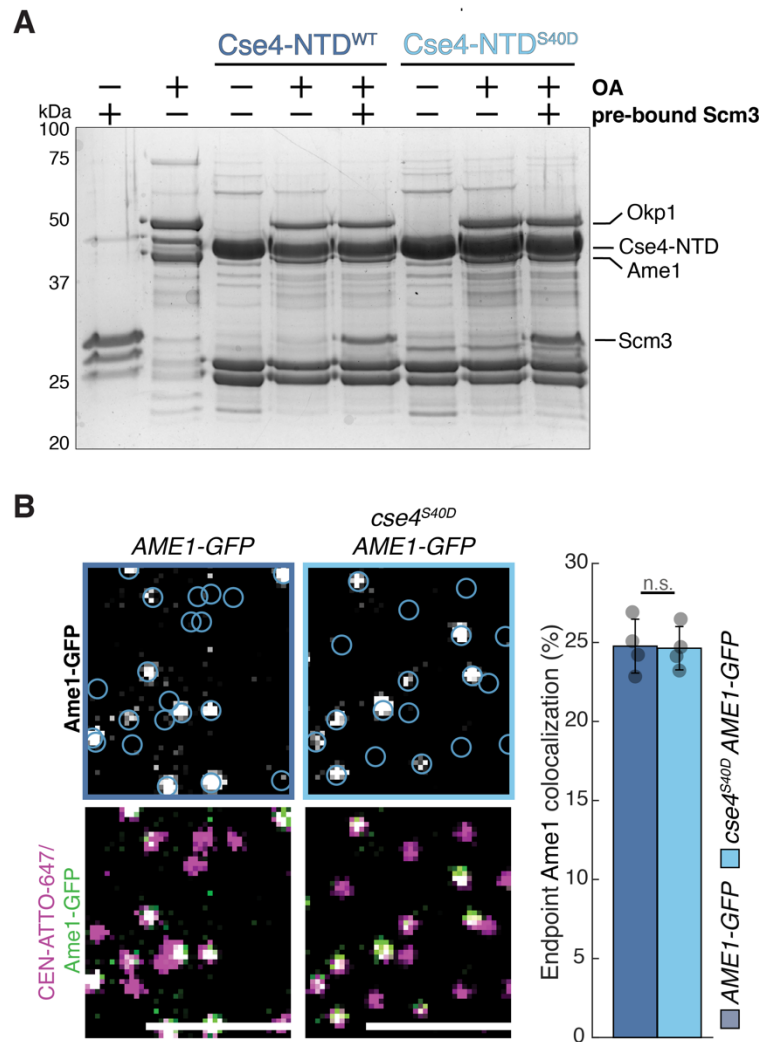 A
Cse4-NTDWT Cse4-NTDS40D
− + − + + − + + OA
kDa + − − − + − − + pre-bound Scm3
100
75
50
37
25
20
Okp1
Cse4-NTD
Ame1
Scm3
B
AME1-GFP
cse4S40D
AME1-GFP
Ame1-GFP
CEN-ATTO-647/
Ame1-GFP
30
25
20
15
10
5
0
n.s.
Endpoint Ame1 colocalization (%)
AME1-GFP
cse4S40D AME1-GFP